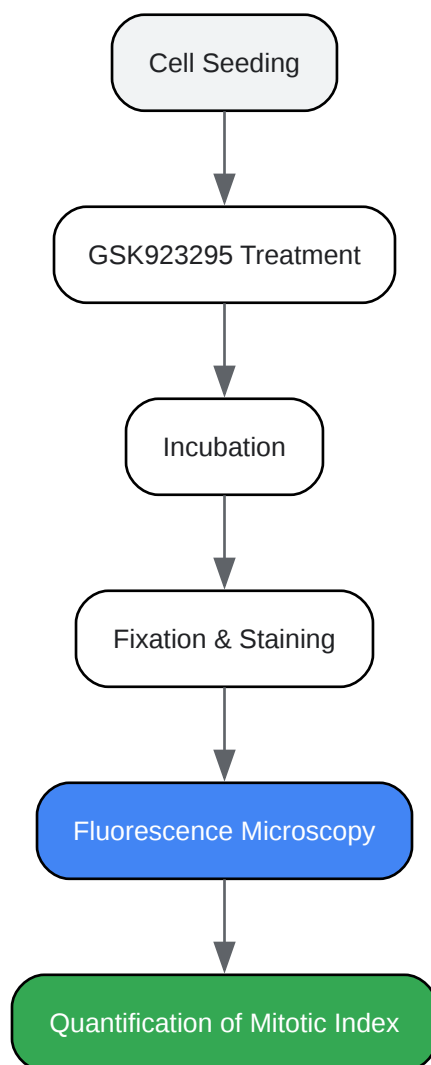 Cell Seeding
GSK923295 Treatment
Incubation
Fixation & Staining
Fluorescence Microscopy
Quantification of Mitotic Index